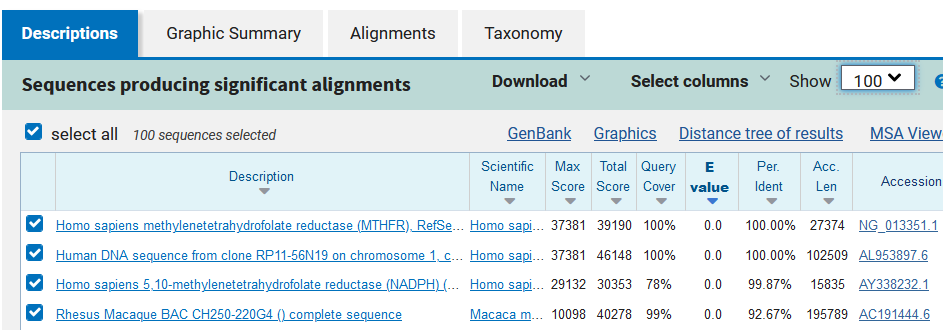 Descriptions Graphic Summary Alignments Taxonomy
Sequences producing significant alignments Download Select columns Show 100
select all 100 sequences selected GenBank Graphics Distance tree of results MSA View
Description Scientific Name Max Score Total Score Query Cover E value Per. Ident Acc. Len Accession
Homo sapiens methylenetetrahydrofolate reductase (MTHFR), RefSe... Homo sapi... 37381 39190 100% 0.0 100.00% 27374 NG_013351.1
Human DNA sequence from clone RP11-56N19 on chromosome 1, c... Homo sapi... 37381 46148 100% 0.0 100.00% 102509 AL953897.6
Homo sapiens 5,10-methylenetetrahydrofolate reductase (NADPH) (... Homo sapi... 29132 30353 78% 0.0 99.87% 15835 AY338232.1
Rhesus Macaque BAC CH250-220G4 () complete sequence Macaca m... 10098 40278 99% 0.0 92.67% 195789 AC191444.6